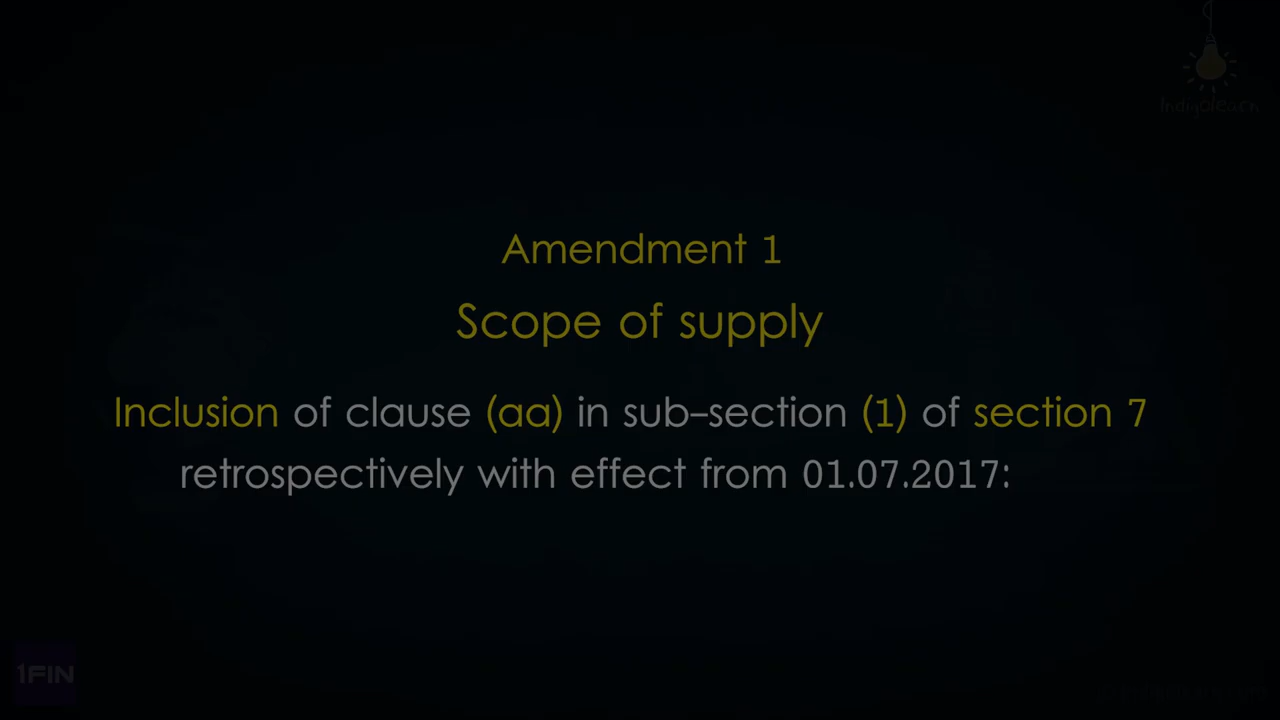 Indigolearn
Amendment 1
Scope of supply
Inclusion of clause (aa) in sub-section (1) of section 7
retrospectively with effect from 01.07.2017:
1FIN